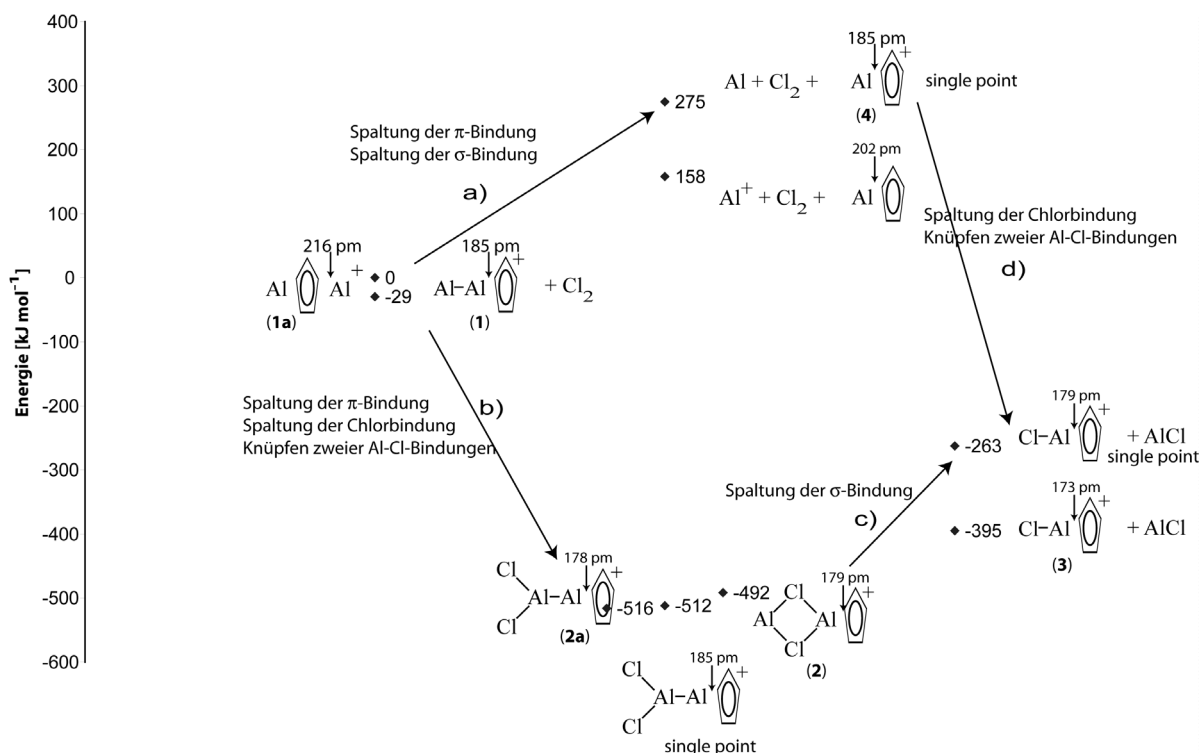 400
300
200
100
0
-100
-200
-300
-400
-500
-600
Energie [kJ mol⁻¹]
Spaltung der π-Bindung
Spaltung der σ-Bindung
a)
275
Al + Cl₂ +
185 pm
Al
+
(4)
single point
158
Al⁺ + Cl₂ +
202 pm
Al
Spaltung der Chlorbindung
Knüpfen zweier Al-Cl-Bindungen
d)
216 pm
Al
Al
+
(1a)
0
-29
185 pm
Al–Al
+
(1)
+ Cl₂
Spaltung der π-Bindung
Spaltung der Chlorbindung
Knüpfen zweier Al-Cl-Bindungen
b)
179 pm
-263
Cl–Al
+
+ AlCl
single point
Spaltung der σ-Bindung
c)
173 pm
-395
Cl–Al
+
+ AlCl
(3)
178 pm
Cl
Al–Al
+
Cl
(2a)
-516
-512
-492
179 pm
Cl
Al
Al
+
Cl
(2)
185 pm
Cl
Al–Al
+
Cl
single point